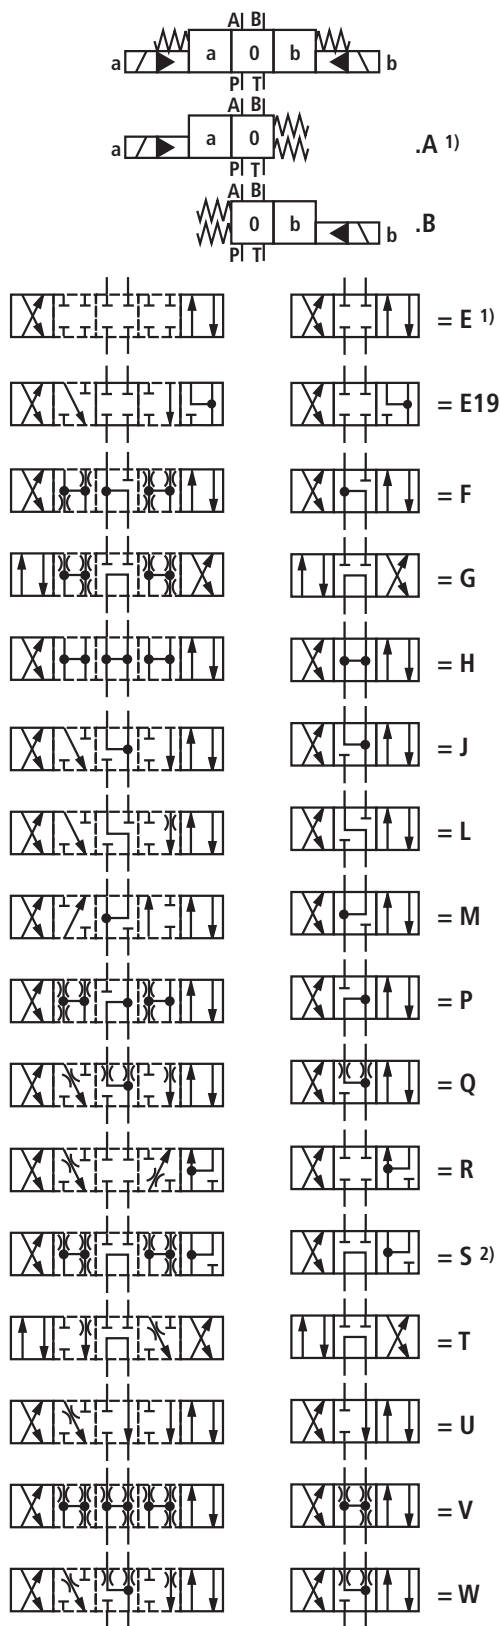 A B
a a 0 b b
P T
A B
a a 0 .A 1)
P T
A B
0 b b .B
P T
= E 1)
= E19
= F
= G
= H
= J
= L
= M
= P
= Q
= R
= S 2)
= T
= U
= V
= W